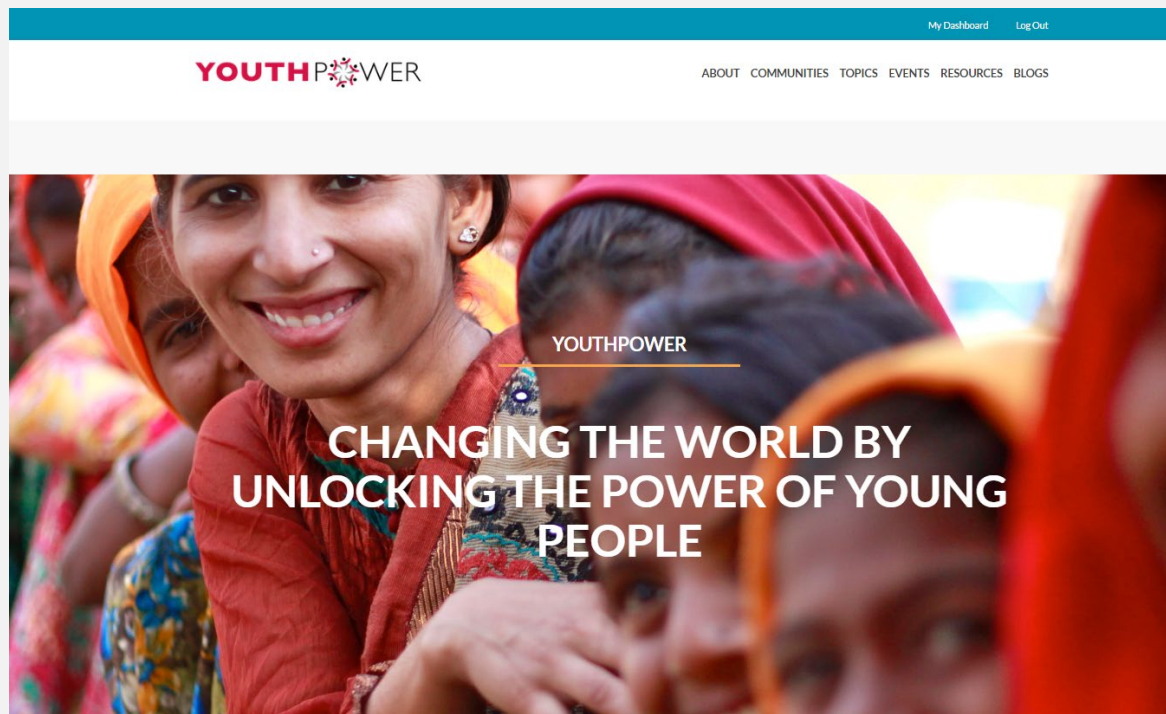 My Dashboard Log Out
YOUTHPOWER
ABOUT COMMUNITIES TOPICS EVENTS RESOURCES BLOGS
YOUTHPOWER
CHANGING THE WORLD BY
UNLOCKING THE POWER OF YOUNG
PEOPLE